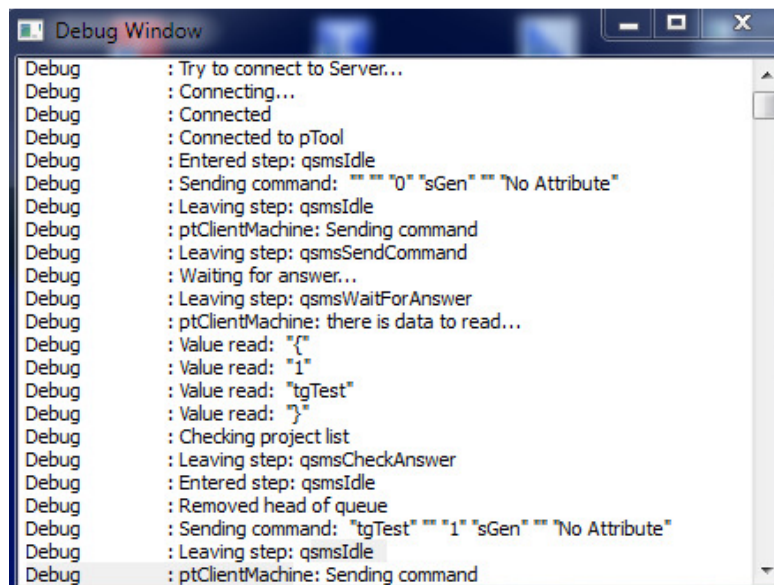 Debug Window
Debug : Try to connect to Server...
Debug : Connecting...
Debug : Connected
Debug : Connected to pTool
Debug : Entered step: qsmsIdle
Debug : Sending command:  "" "" "0" "sGen" "" "No Attribute"
Debug : Leaving step: qsmsIdle
Debug : ptClientMachine: Sending command
Debug : Leaving step: qsmsSendCommand
Debug : Waiting for answer...
Debug : Leaving step: qsmsWaitForAnswer
Debug : ptClientMachine: there is data to read...
Debug : Value read:  "{"
Debug : Value read:  "1"
Debug : Value read:  "tgTest"
Debug : Value read:  "}"
Debug : Checking project list
Debug : Leaving step: qsmsCheckAnswer
Debug : Entered step: qsmsIdle
Debug : Removed head of queue
Debug : Sending command:  "tgTest" "" "1" "sGen" "" "No Attribute"
Debug : Leaving step: qsmsIdle
Debug : ptClientMachine: Sending command